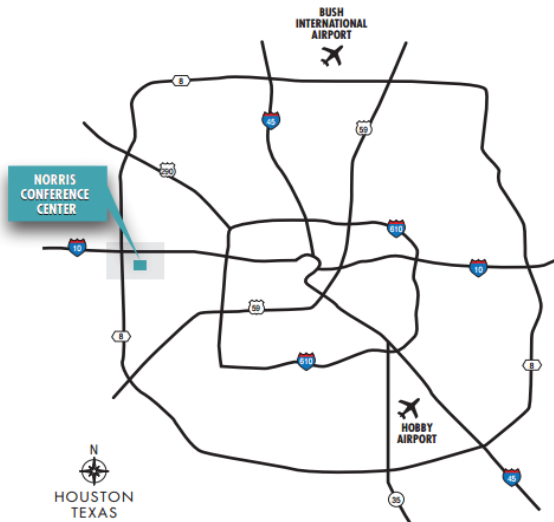 BUSH
INTERNATIONAL
AIRPORT
8
45
59
290
NORRIS
CONFERENCE
CENTER
610
10
10
59
8
610
8
HOBBY
AIRPORT
N
HOUSTON
TEXAS
45
35